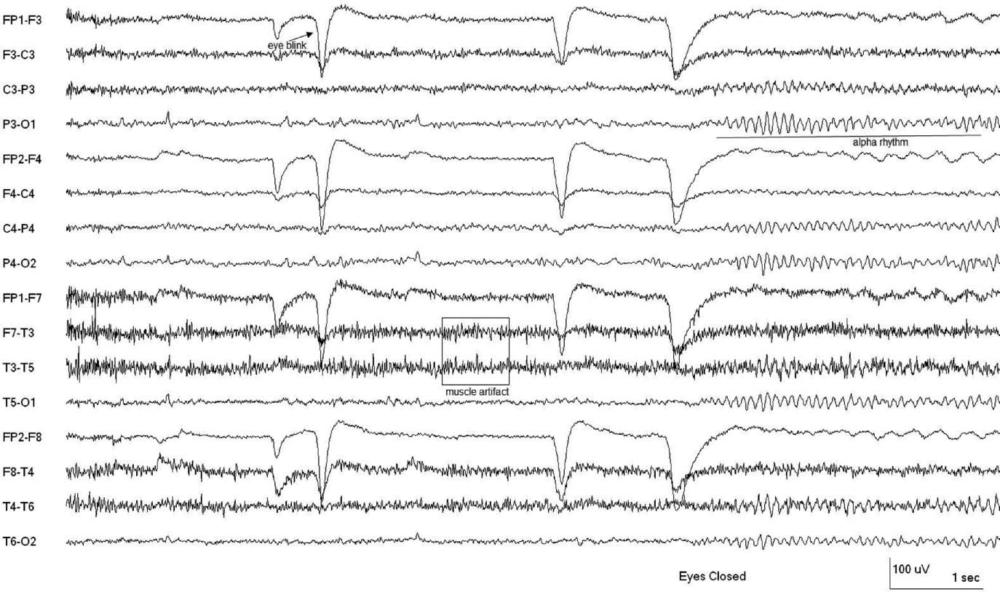 FP1-F3
eye blink
F3-C3
C3-P3
P3-O1
alpha rhythm
FP2-F4
F4-C4
C4-P4
P4-O2
FP1-F7
F7-T3
T3-T5
muscle artifact
T5-O1
FP2-F8
F8-T4
T4-T6
T6-O2
Eyes Closed
100 uV
1 sec